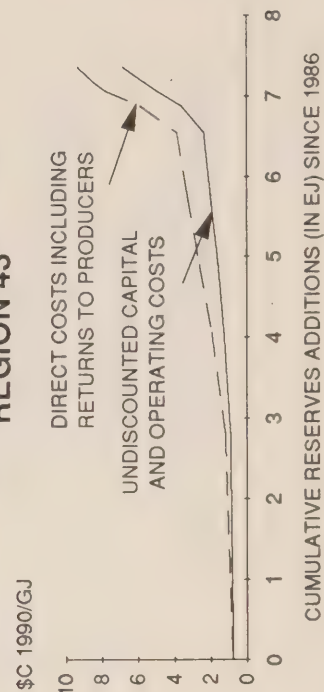 REGION
$C 1990/GJ
10
8
6
4
2
0
DIRECT COSTS INCLUDING
RETURNS TO PRODUCERS
UNDISCOUNTED CAPITAL
AND OPERATING COSTS
0 1 2 3 4 5 6 7 8
CUMULATIVE RESERVES ADDITIONS (IN EJ) SINCE 1986